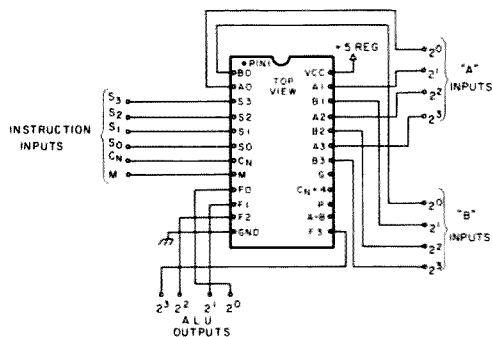 +5 REG
• PIN1
TOP VIEW
B0
A0
S3
S2
S1
S0
CN
M
F0
F1
F2
GND
VCC
A1
B1
A2
B2
A3
B3
G
CN+4
P
A=B
F3
INSTRUCTION INPUTS
S3
S2
S1
S0
CN
M
2⁰
2¹
2²
2³
"A" INPUTS
2⁰
2¹
2²
2³
"B" INPUTS
2³ 2² 2¹ 2⁰
ALU
OUTPUTS